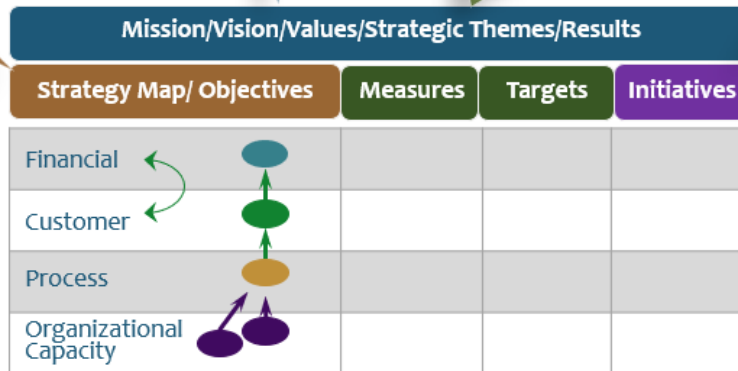 Mission/Vision/Values/Strategic Themes/Results
Strategy Map/ Objectives
Measures
Targets
Initiatives
Financial
Customer
Process
Organizational
Capacity